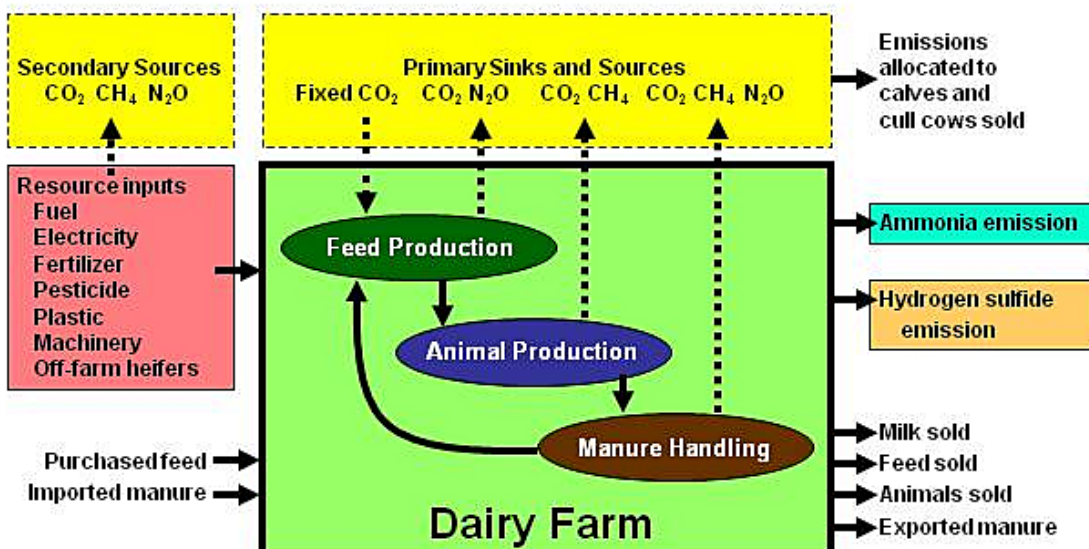 Secondary Sources
CO₂ CH₄ N₂O
Primary Sinks and Sources
Fixed CO₂ CO₂ N₂O CO₂ CH₄ CO₂ CH₄ N₂O
Emissions
allocated to
calves and
cull cows sold
Resource inputs
Fuel
Electricity
Fertilizer
Pesticide
Plastic
Machinery
Off-farm heifers
Feed Production
Animal Production
Manure Handling
Ammonia emission
Hydrogen sulfide
emission
Purchased feed
Imported manure
Milk sold
Feed sold
Animals sold
Exported manure
Dairy Farm